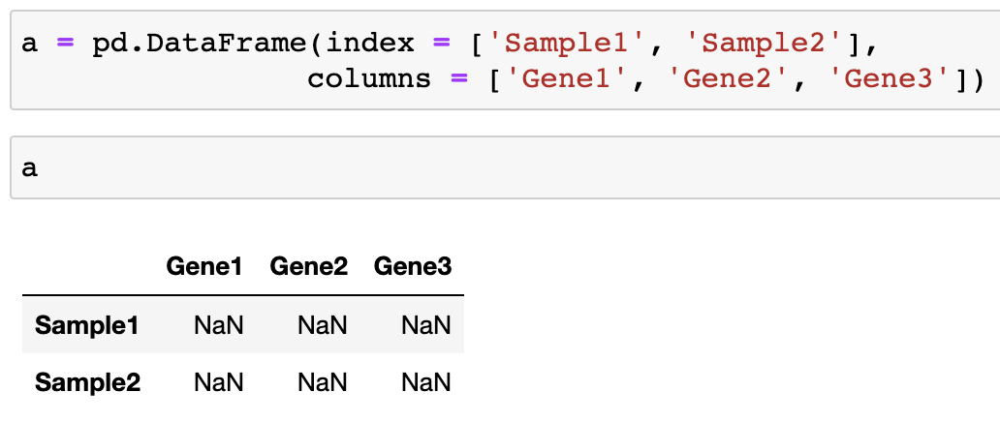 a = pd.DataFrame(index = ['Sample1', 'Sample2'],
columns = ['Gene1', 'Gene2', 'Gene3'])
a
Gene1 Gene2 Gene3
Sample1 NaN NaN NaN
Sample2 NaN NaN NaN